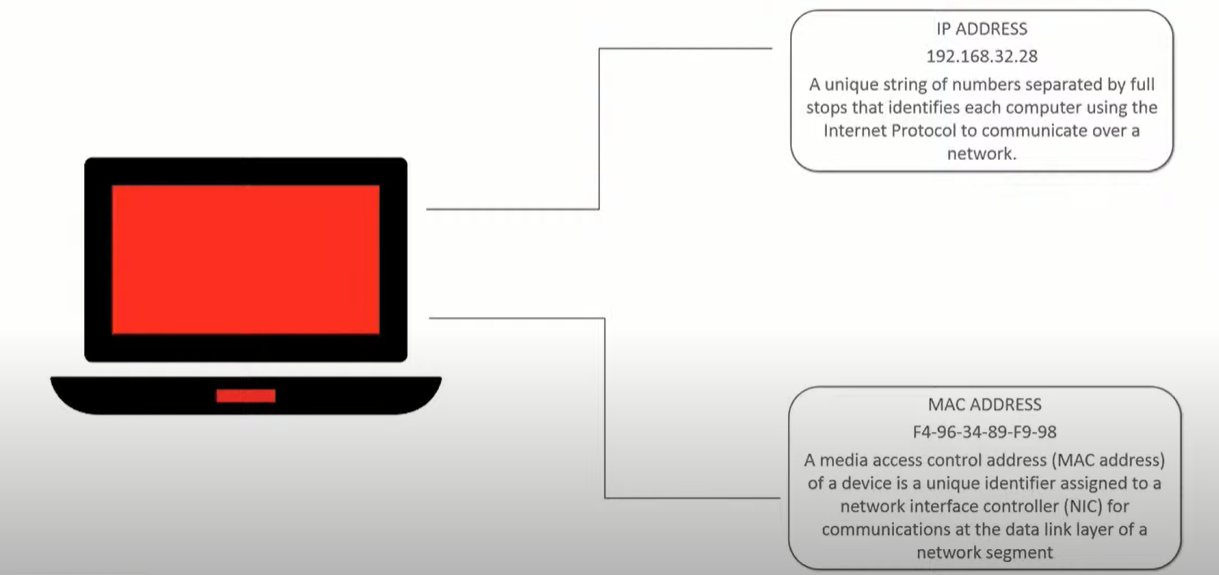 IP ADDRESS
192.168.32.28
A unique string of numbers separated by full
stops that identifies each computer using the
Internet Protocol to communicate over a
network.
MAC ADDRESS
F4-96-34-89-F9-98
A media access control address (MAC address)
of a device is a unique identifier assigned to a
network interface controller (NIC) for
communications at the data link layer of a
network segment